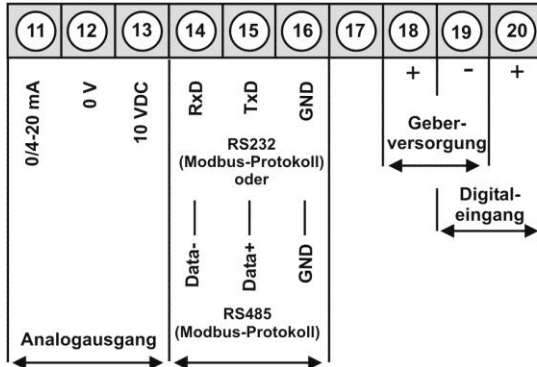 11 12 13 14 15 16 17 18 19 20
+ - +
0/4-20 mA
0 V
10 VDC
RxD
TxD
GND
RS232
(Modbus-Protokoll)
oder
Data-
Data+
GND
RS485
(Modbus-Protokoll)
Analogausgang
Geber-
versorgung
Digital-
eingang